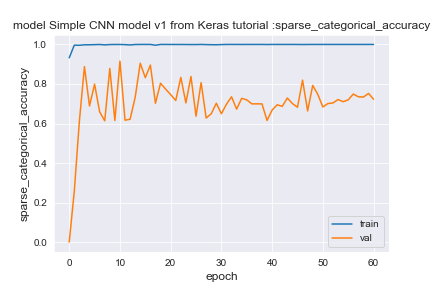 model Simple CNN model v1 from Keras tutorial :sparse_categorical_accuracy
1.0
0.8
0.6
0.4
0.2
0.0
sparse_categorical_accuracy
0
10
20
30
40
50
60
epoch
train
val